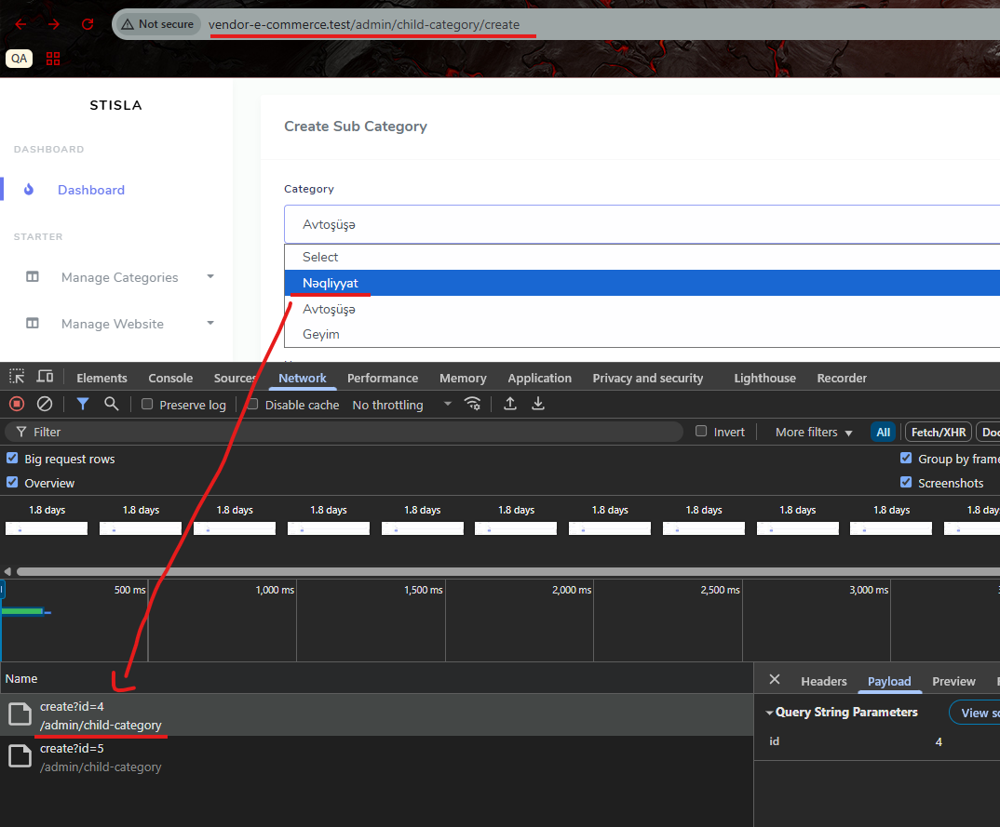 Not secure
vendor-e-commerce.test/admin/child-category/create
QA
STISLA
DASHBOARD
Dashboard
STARTER
Manage Categories
Manage Website
Create Sub Category
Category
Avtoşüşə
Select
Nəqliyyat
Avtoşüşə
Geyim
Elements Console Sources Network Performance Memory Application Privacy and security Lighthouse Recorder
Preserve log Disable cache No throttling
Filter Invert More filters All Fetch/XHR Doc
Big request rows Group by frame
Overview Screenshots
1.8 days 1.8 days 1.8 days 1.8 days 1.8 days 1.8 days 1.8 days 1.8 days 1.8 days 1.8 days 1.8 day
500 ms 1,000 ms 1,500 ms 2,000 ms 2,500 ms 3,000 ms
Name
create?id=4
/admin/child-category
create?id=5
/admin/child-category
Headers Payload Preview
Query String Parameters View so
id 4